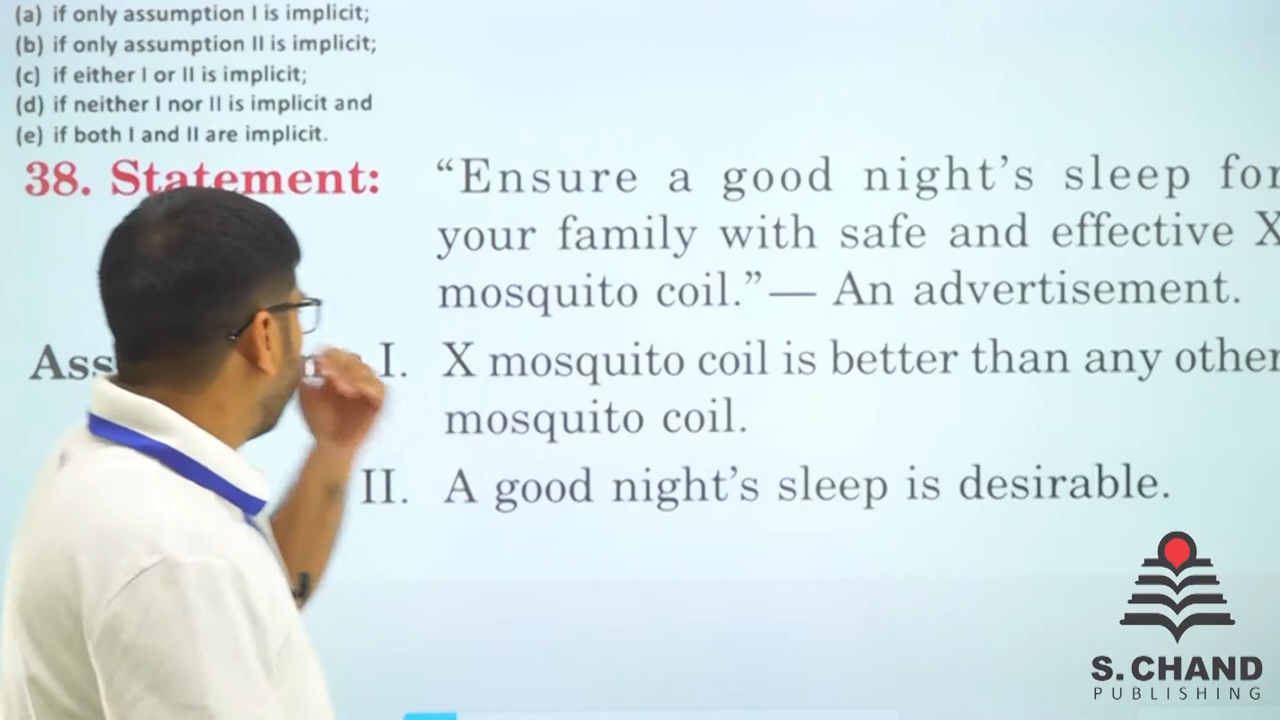 (a) if only assumption I is implicit;
(b) if only assumption II is implicit;
(c) if either I or II is implicit;
(d) if neither I nor II is implicit and
(e) if both I and II are implicit.
38. Statement: “Ensure a good night’s sleep for
your family with safe and effective X
mosquito coil.”— An advertisement.
I. X mosquito coil is better than any other
mosquito coil.
II. A good night’s sleep is desirable.
S. CHAND
PUBLISHING